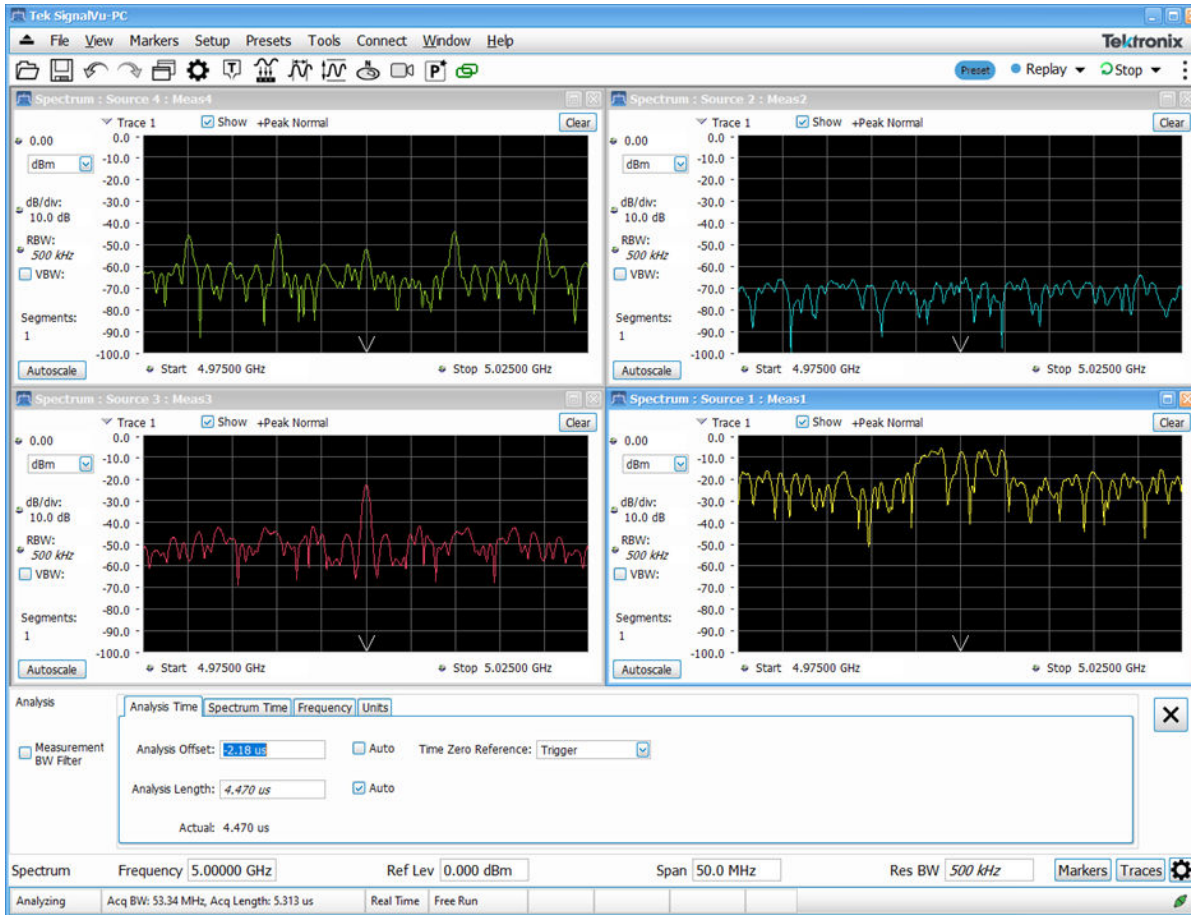 Tek SignalVu-PC
File View Markers Setup Presets Tools Connect Window Help
Tektronix
Preset Replay Stop
Spectrum : Source 4 : Meas4
Trace 1 Show +Peak Normal Clear
0.00
dBm
dB/div:
10.0 dB
RBW:
500 kHz
VBW:
Segments:
1
Autoscale
0.0
-10.0
-20.0
-30.0
-40.0
-50.0
-60.0
-70.0
-80.0
-90.0
-100.0
Start 4.97500 GHz Stop 5.02500 GHz
Spectrum : Source 2 : Meas2
Trace 1 Show +Peak Normal Clear
0.00
dBm
dB/div:
10.0 dB
RBW:
500 kHz
VBW:
Segments:
1
Autoscale
0.0
-10.0
-20.0
-30.0
-40.0
-50.0
-60.0
-70.0
-80.0
-90.0
-100.0
Start 4.97500 GHz Stop 5.02500 GHz
Spectrum : Source 3 : Meas3
Trace 1 Show +Peak Normal Clear
0.00
dBm
dB/div:
10.0 dB
RBW:
500 kHz
VBW:
Segments:
1
Autoscale
0.0
-10.0
-20.0
-30.0
-40.0
-50.0
-60.0
-70.0
-80.0
-90.0
-100.0
Start 4.97500 GHz Stop 5.02500 GHz
Spectrum : Source 1 : Meas1
Trace 1 Show +Peak Normal Clear
0.00
dBm
dB/div:
10.0 dB
RBW:
500 kHz
VBW:
Segments:
1
Autoscale
0.0
-10.0
-20.0
-30.0
-40.0
-50.0
-60.0
-70.0
-80.0
-90.0
-100.0
Start 4.97500 GHz Stop 5.02500 GHz
Analysis
Measurement
BW Filter
Analysis Time Spectrum Time Frequency Units
Analysis Offset: -2.18 us Auto Time Zero Reference: Trigger
Analysis Length: 4.470 us Auto
Actual: 4.470 us
Spectrum Frequency 5.00000 GHz Ref Lev 0.000 dBm Span 50.0 MHz Res BW 500 kHz Markers Traces
Analyzing Acq BW: 53.34 MHz, Acq Length: 5.313 us Real Time Free Run